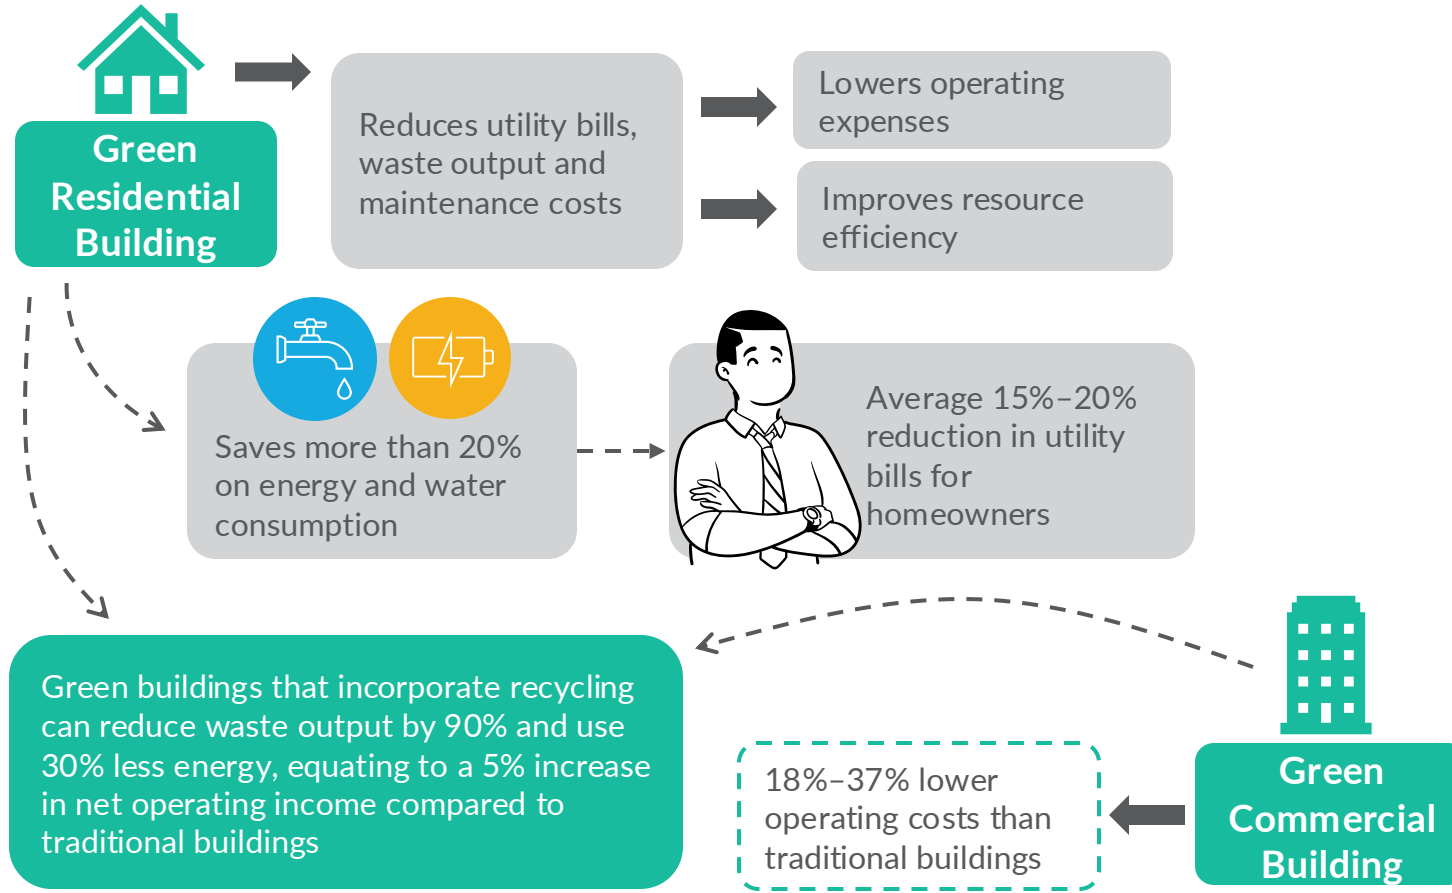 Green
Residential
Building
Reduces utility bills,
waste output and
maintenance costs
Lowers operating
expenses
Improves resource
efficiency
Saves more than 20%
on energy and water
consumption
Average 15%–20%
reduction in utility
bills for
homeowners
Green buildings that incorporate recycling
can reduce waste output by 90% and use
30% less energy, equating to a 5% increase
in net operating income compared to
traditional buildings
18%–37% lower
operating costs than
traditional buildings
Green
Commercial
Building